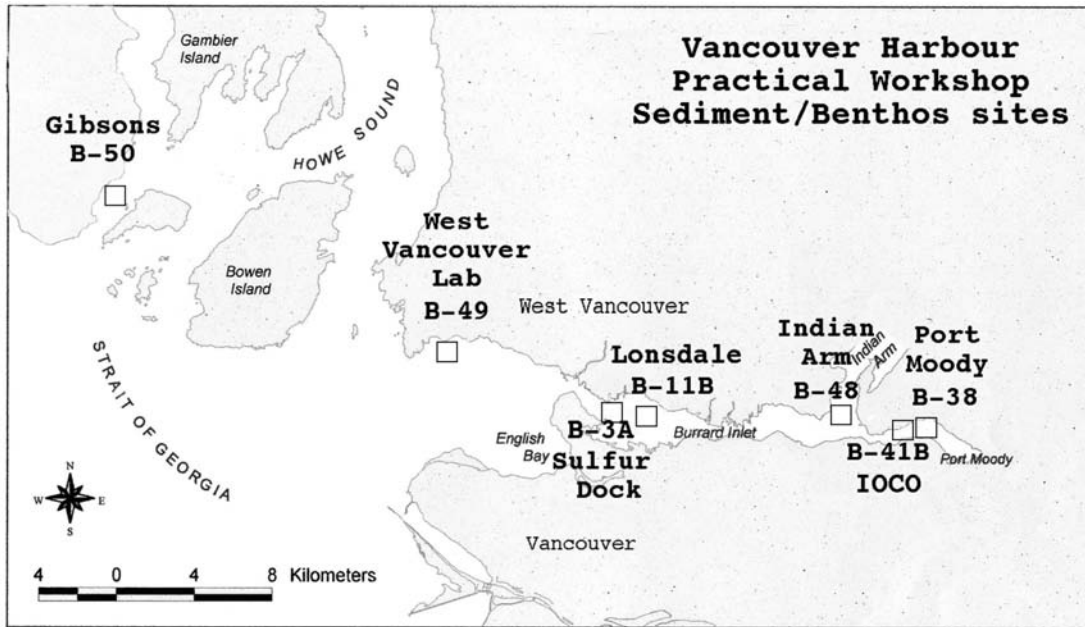 Vancouver Harbour
Practical Workshop
Sediment/Benthos sites
Gambier
Island
Gibsons
B-50
HOWE SOUND
Bowen
Island
STRAIT OF GEORGIA
West
Vancouver
Lab
B-49
West Vancouver
Lonsdale
B-11B
B-3A
Sulfur
Dock
English
Bay
Burrard Inlet
Indian
Arm
B-48
Indian
Arm
Port
Moody
B-38
B-41B
IOCO
Port Moody
Vancouver
N
W E
S
4 0 4 8 Kilometers